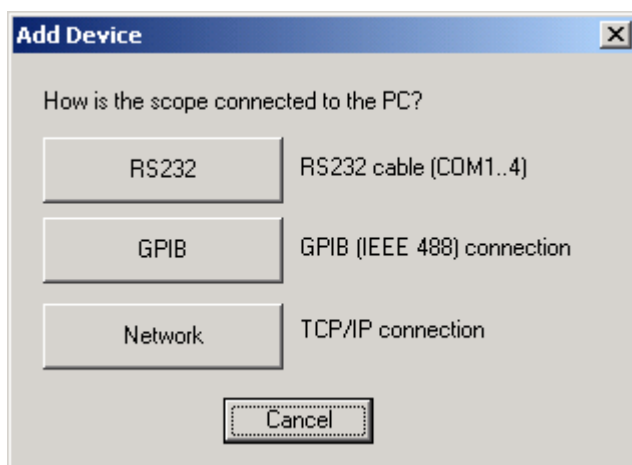 Add Device
How is the scope connected to the PC?
RS232 RS232 cable (COM1..4)
GPIB GPIB (IEEE 488) connection
Network TCP/IP connection
Cancel